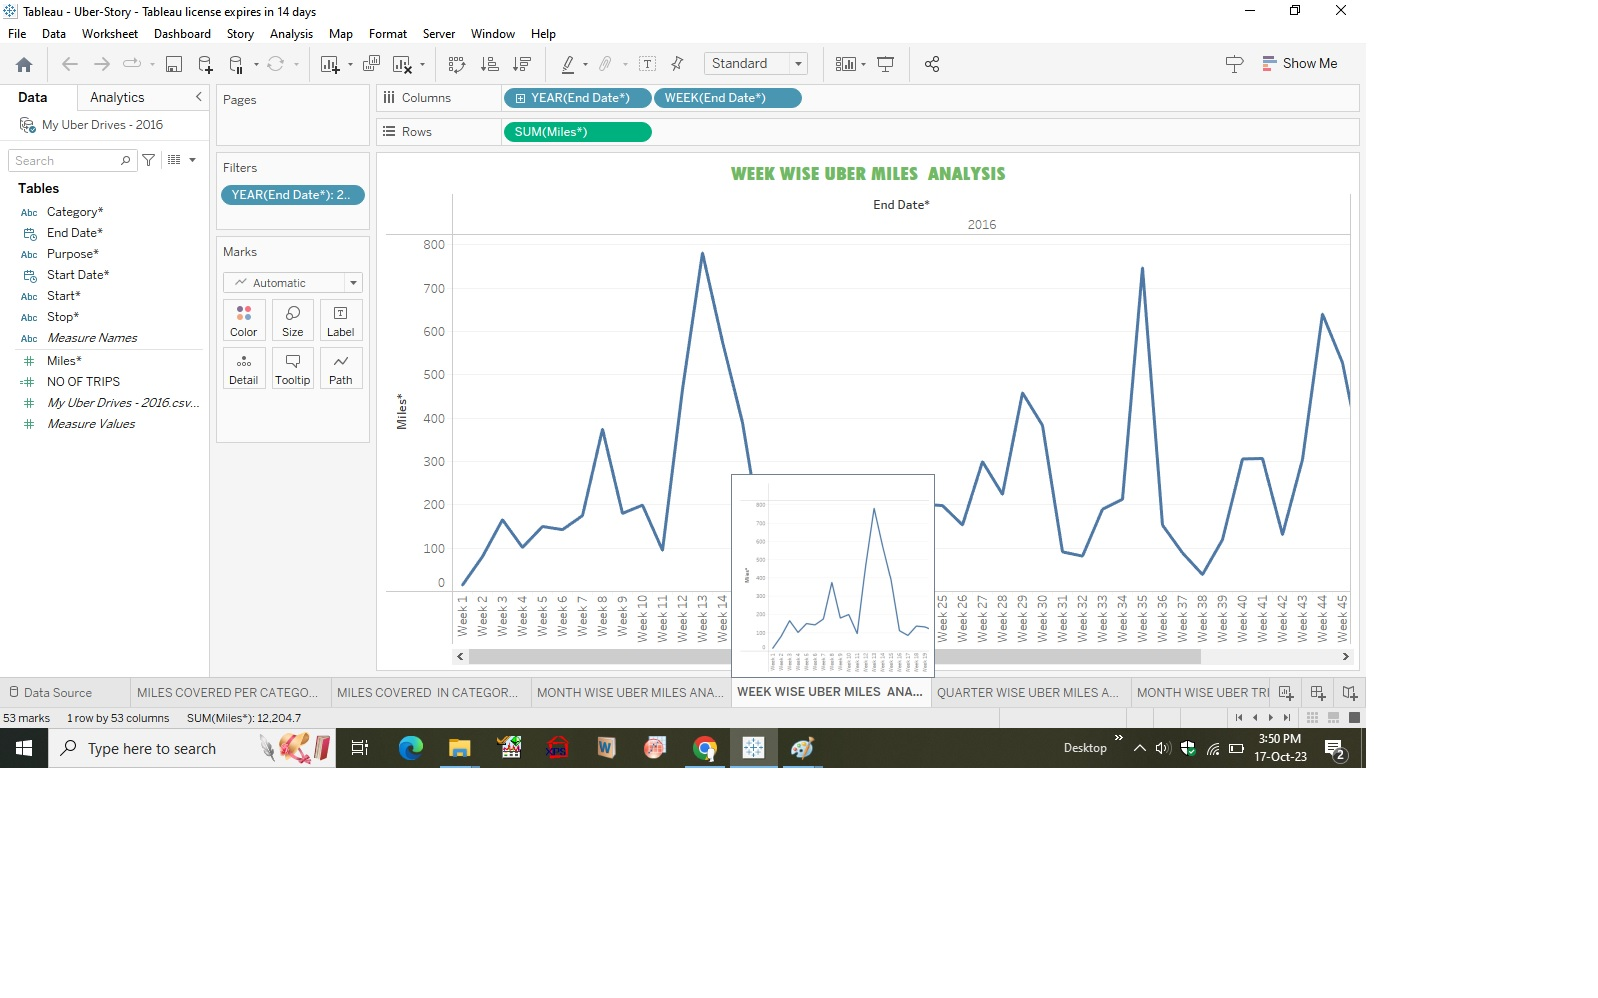 Tableau - Uber-Story - Tableau license expires in 14 days
File Data Worksheet Dashboard Story Analysis Map Format Server Window Help
Standard
Show Me
Data Analytics
My Uber Drives - 2016
Search
Tables
Abc Category*
End Date*
Abc Purpose*
Start Date*
Abc Start*
Abc Stop*
Abc Measure Names
Miles*
NO OF TRIPS
My Uber Drives - 2016.csv...
Measure Values
Pages
Filters
YEAR(End Date*): 2..
Marks
Automatic
Color Size Label
Detail Tooltip Path
Columns YEAR(End Date*) WEEK(End Date*)
Rows SUM(Miles*)
WEEK WISE UBER MILES ANALYSIS
End Date*
2016
Miles*
800
700
600
500
400
300
200
100
0
Week 1
Week 2
Week 3
Week 4
Week 5
Week 6
Week 7
Week 8
Week 9
Week 10
Week 11
Week 12
Week 13
Week 14
Week 25
Week 26
Week 27
Week 28
Week 29
Week 30
Week 31
Week 32
Week 33
Week 34
Week 35
Week 36
Week 37
Week 38
Week 39
Week 40
Week 41
Week 42
Week 43
Week 44
Week 45
Miles*
800
700
600
500
400
300
200
100
0
Data Source MILES COVERED PER CATEGO... MILES COVERED IN CATEGOR... MONTH WISE UBER MILES ANA... WEEK WISE UBER MILES ANA... QUARTER WISE UBER MILES A... MONTH WISE UBER TRI
53 marks 1 row by 53 columns SUM(Miles*): 12,204.7
Type here to search
XPS
W
Desktop
3:50 PM
17-Oct-23
2